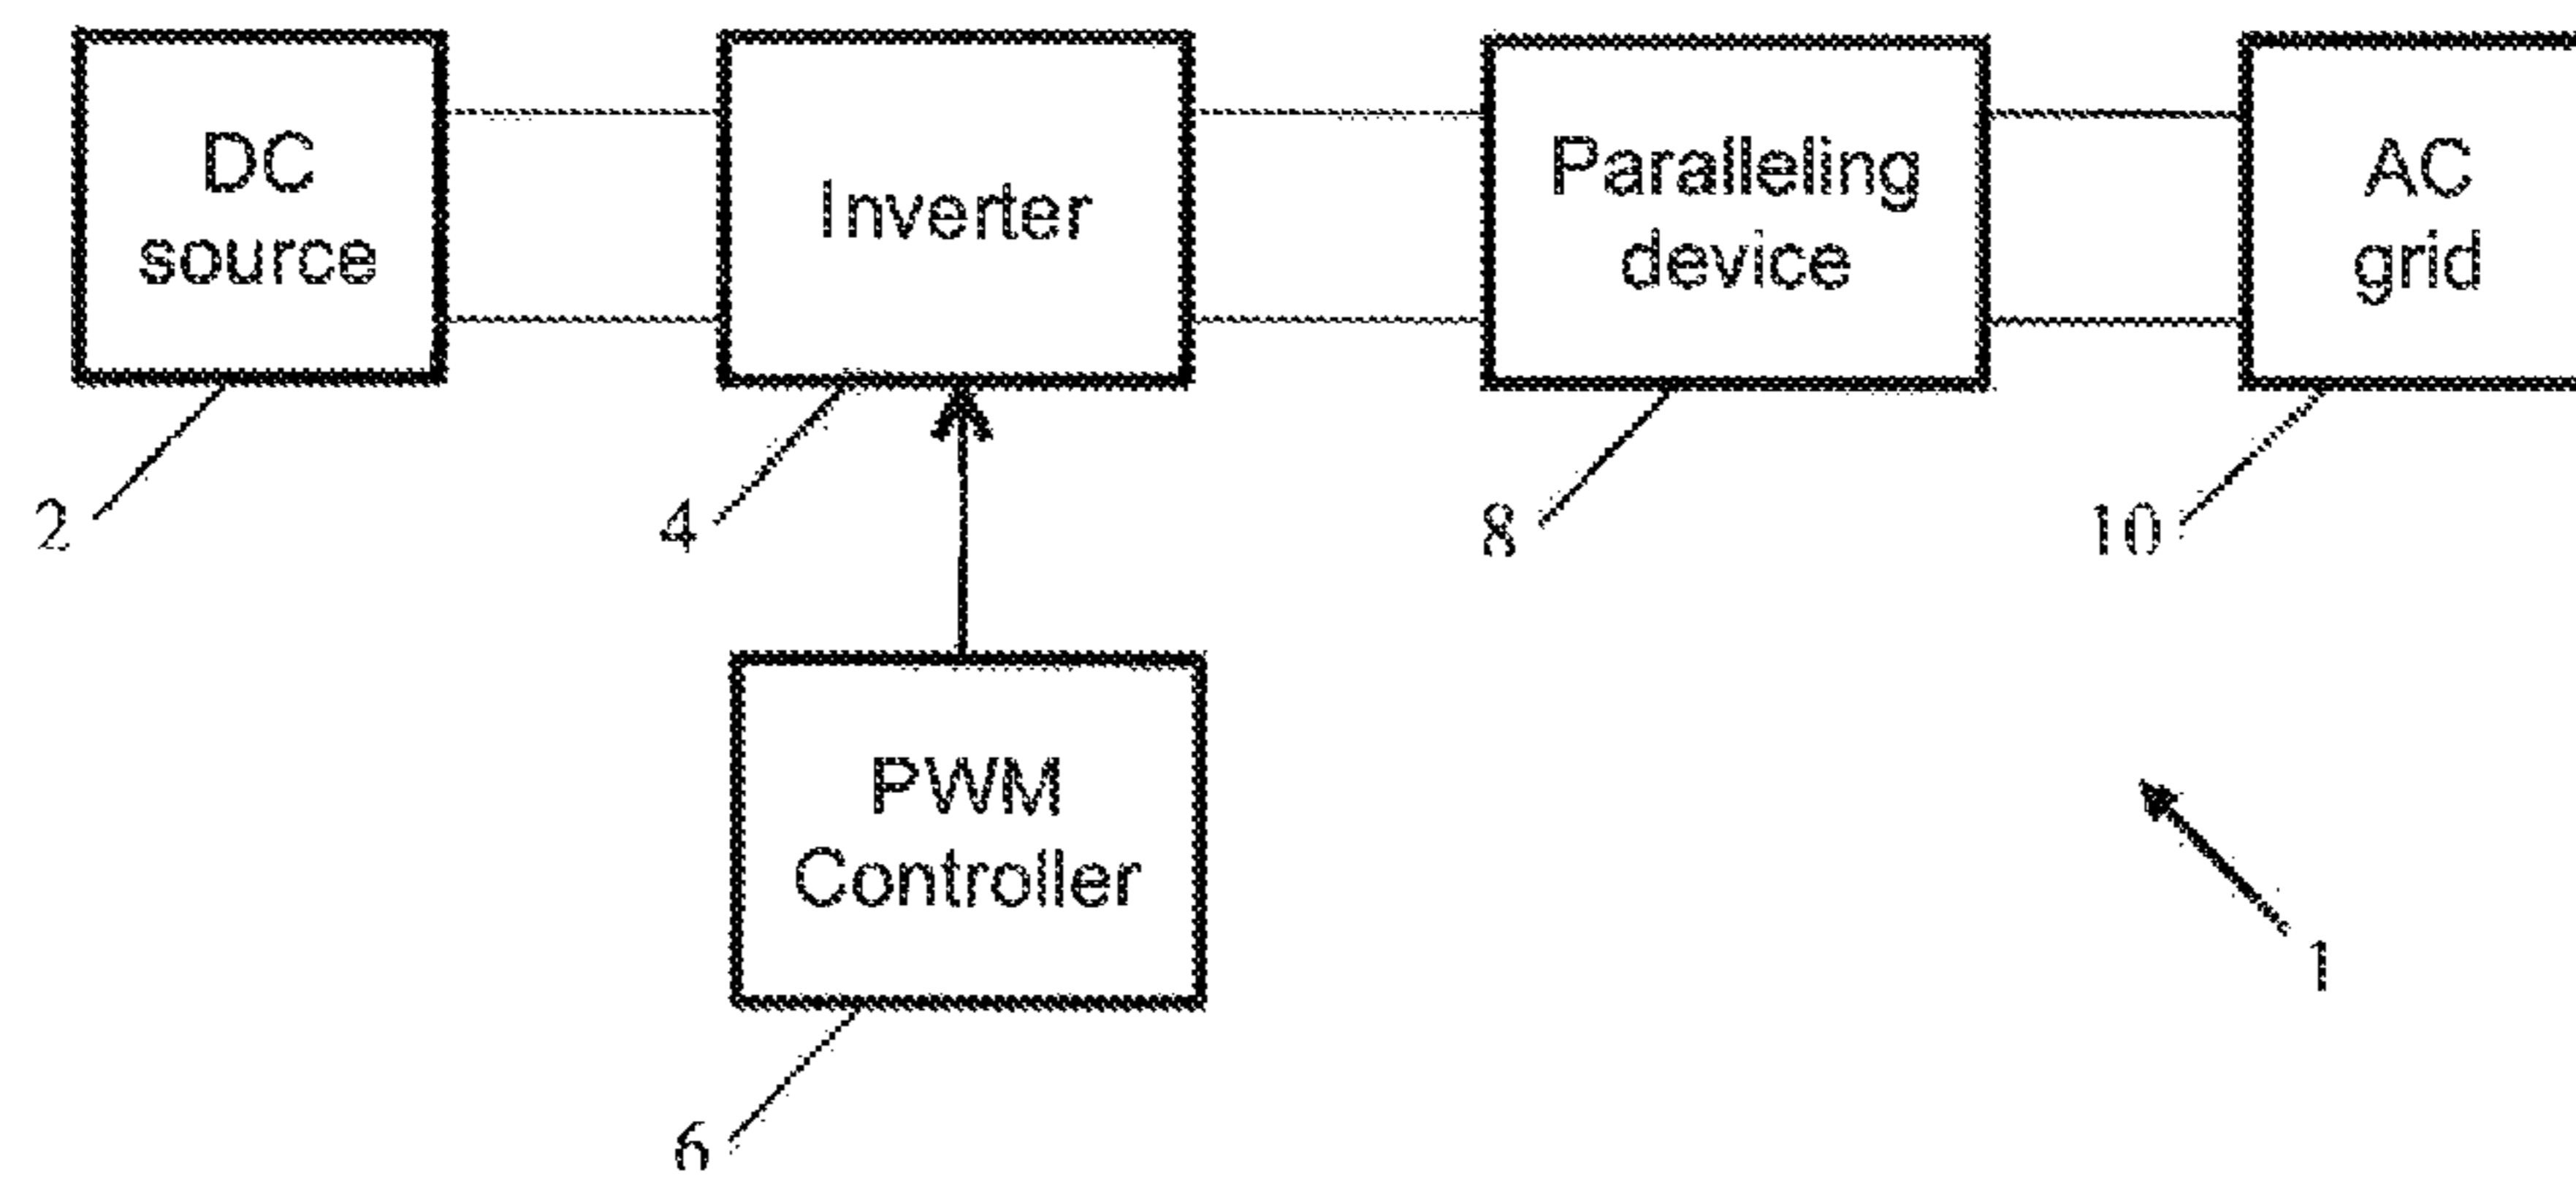 DC
source
Inverter
Paralleling
device
AC
grid
2
4
8
10
PWM
Controller
1
6